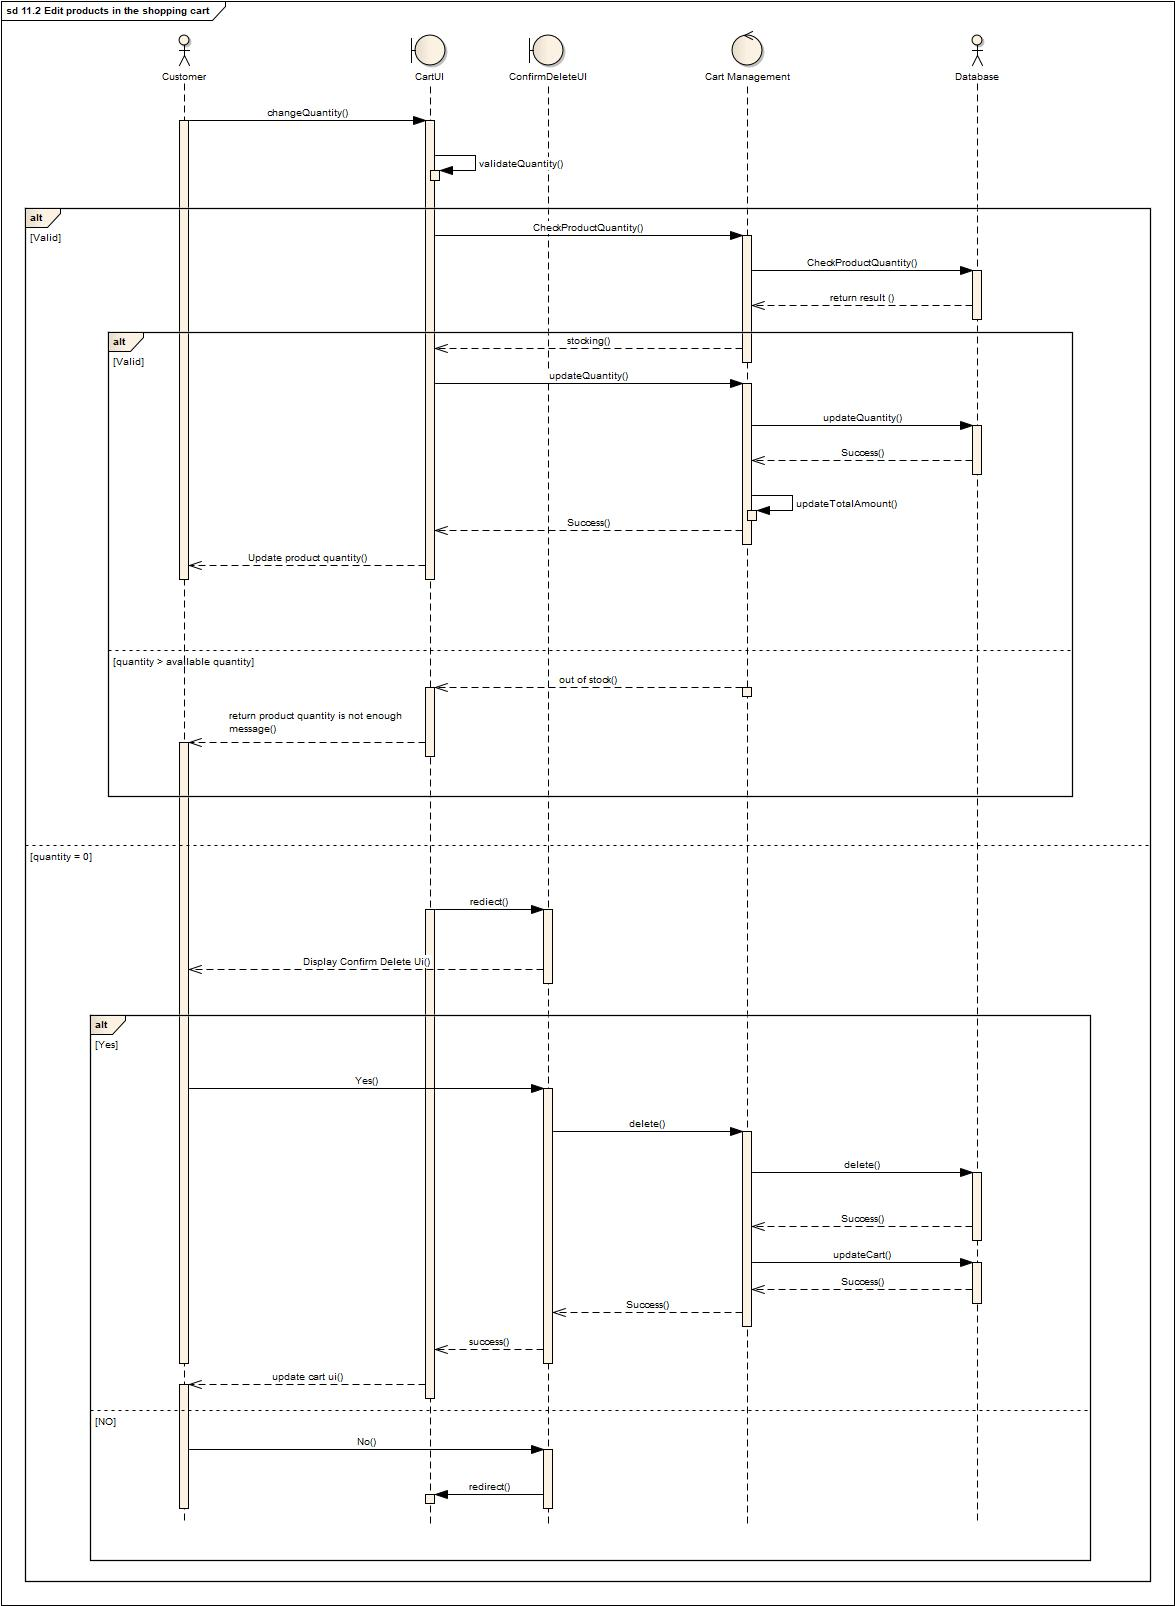 sd 11.2 Edit products in the shopping cart
Customer
CartUI
ConfirmDeleteUI
Cart Management
Database
changeQuantity()
validateQuantity()
alt
[Valid]
CheckProductQuantity()
CheckProductQuantity()
return result ()
alt
[Valid]
stocking()
updateQuantity()
updateQuantity()
Success()
updateTotalAmount()
Success()
Update product quantity()
[quantity > available quantity]
out of stock()
return product quantity is not enough
message()
[quantity = 0]
rediect()
Display Confirm Delete Ui()
alt
[Yes]
Yes()
delete()
delete()
Success()
updateCart()
Success()
Success()
success()
update cart ui()
[NO]
No()
redirect()